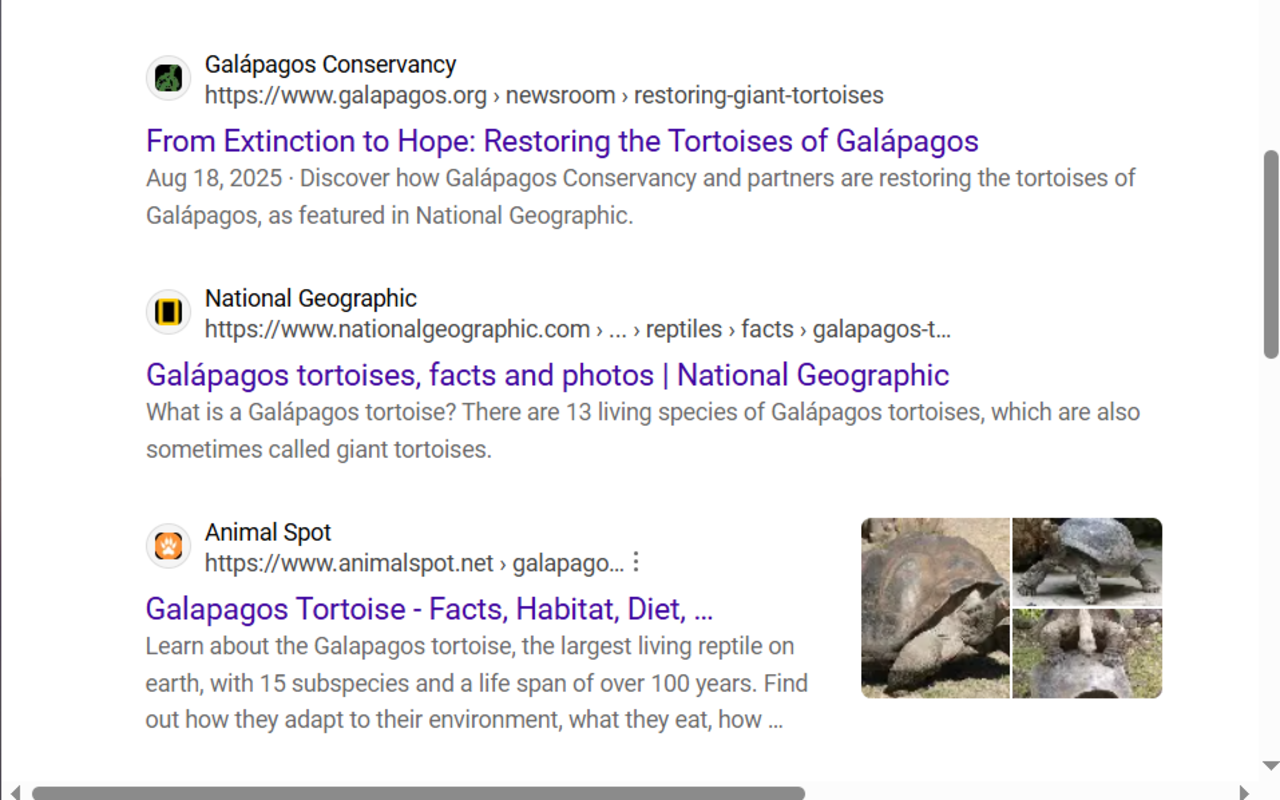 Galápagos Conservancy
https://www.galapagos.org › newsroom › restoring-giant-tortoises
From Extinction to Hope: Restoring the Tortoises of Galápagos
Aug 18, 2025 · Discover how Galápagos Conservancy and partners are restoring the tortoises of
Galápagos, as featured in National Geographic.
National Geographic
https://www.nationalgeographic.com › ... › reptiles › facts › galapagos-t...
Galápagos tortoises, facts and photos | National Geographic
What is a Galápagos tortoise? There are 13 living species of Galápagos tortoises, which are also
sometimes called giant tortoises.
Animal Spot
https://www.animalspot.net › galapago...
Galapagos Tortoise - Facts, Habitat, Diet, ...
Learn about the Galapagos tortoise, the largest living reptile on
earth, with 15 subspecies and a life span of over 100 years. Find
out how they adapt to their environment, what they eat, how ...